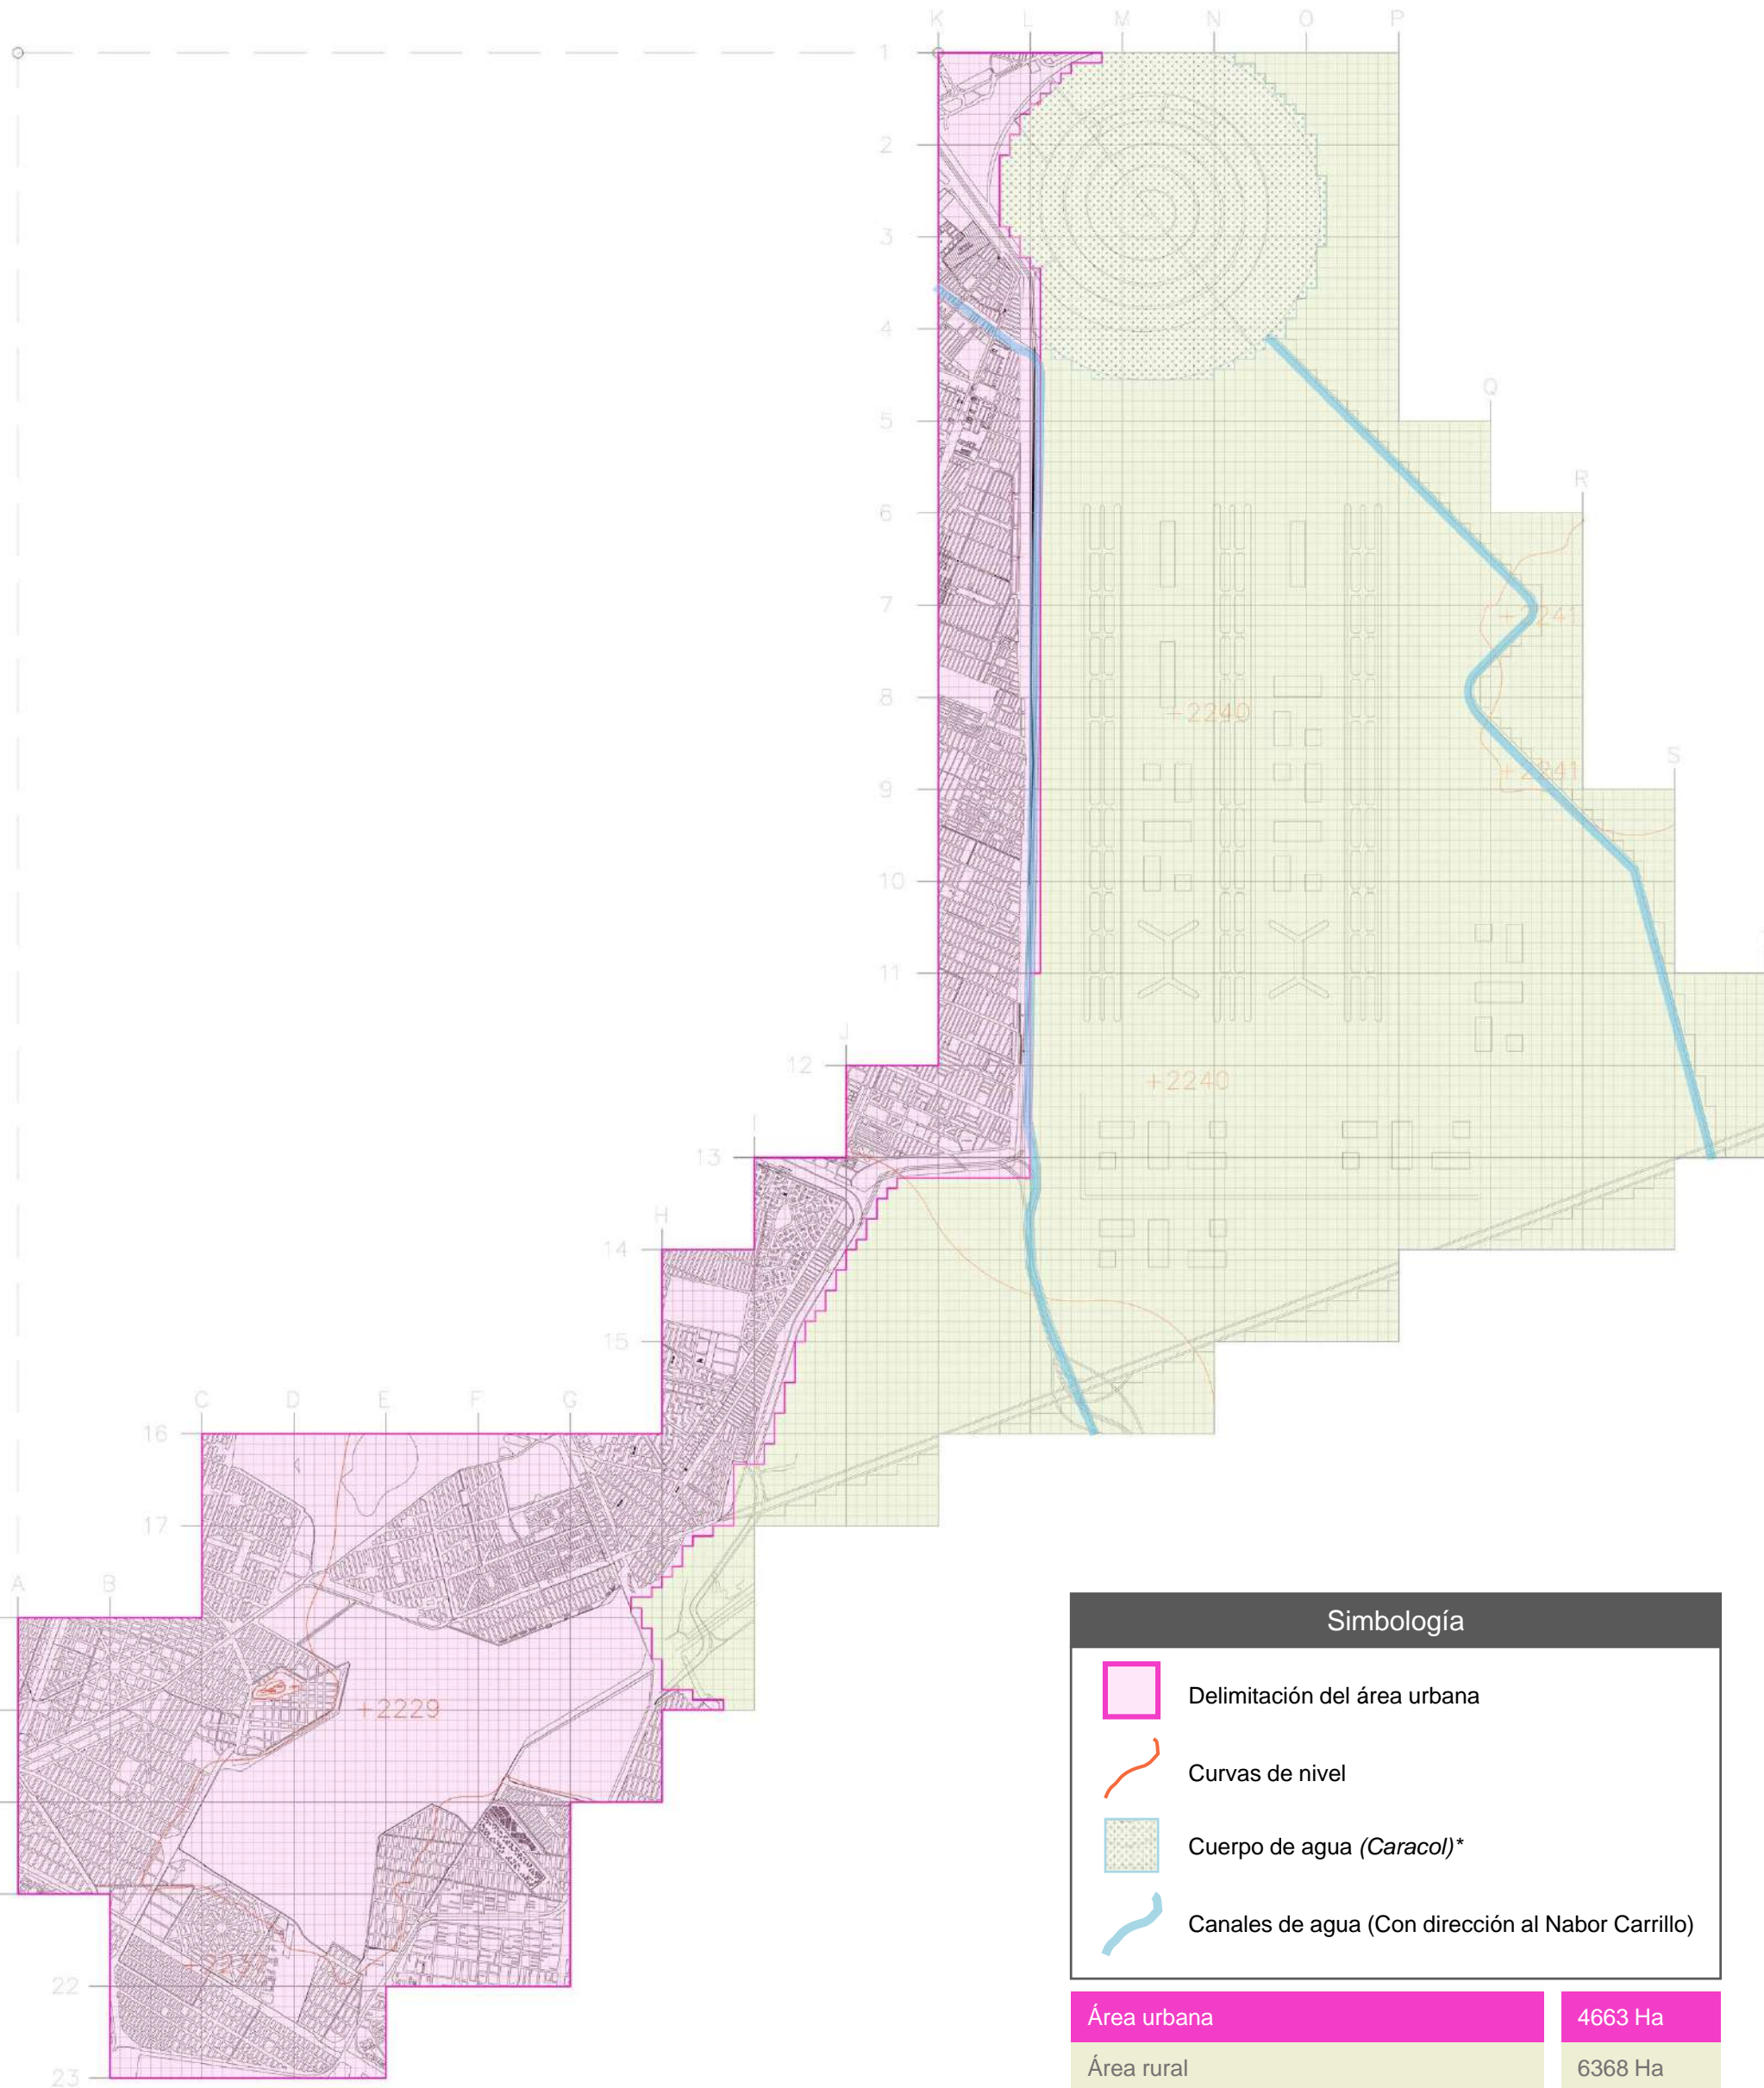 K L M N O P
1
2
3
4
Q
5
R
6
7
+2241
8
+2240
S
9
+2241
10
11
J
12
+2240
I
13
H
14
15
C D E F G
16
17
A B
+2229
22
23
Simbología
Delimitación del área urbana
Curvas de nivel
Cuerpo de agua (Caracol)*
Canales de agua (Con dirección al Nabor Carrillo)
Área urbana 4663 Ha
Área rural 6368 Ha